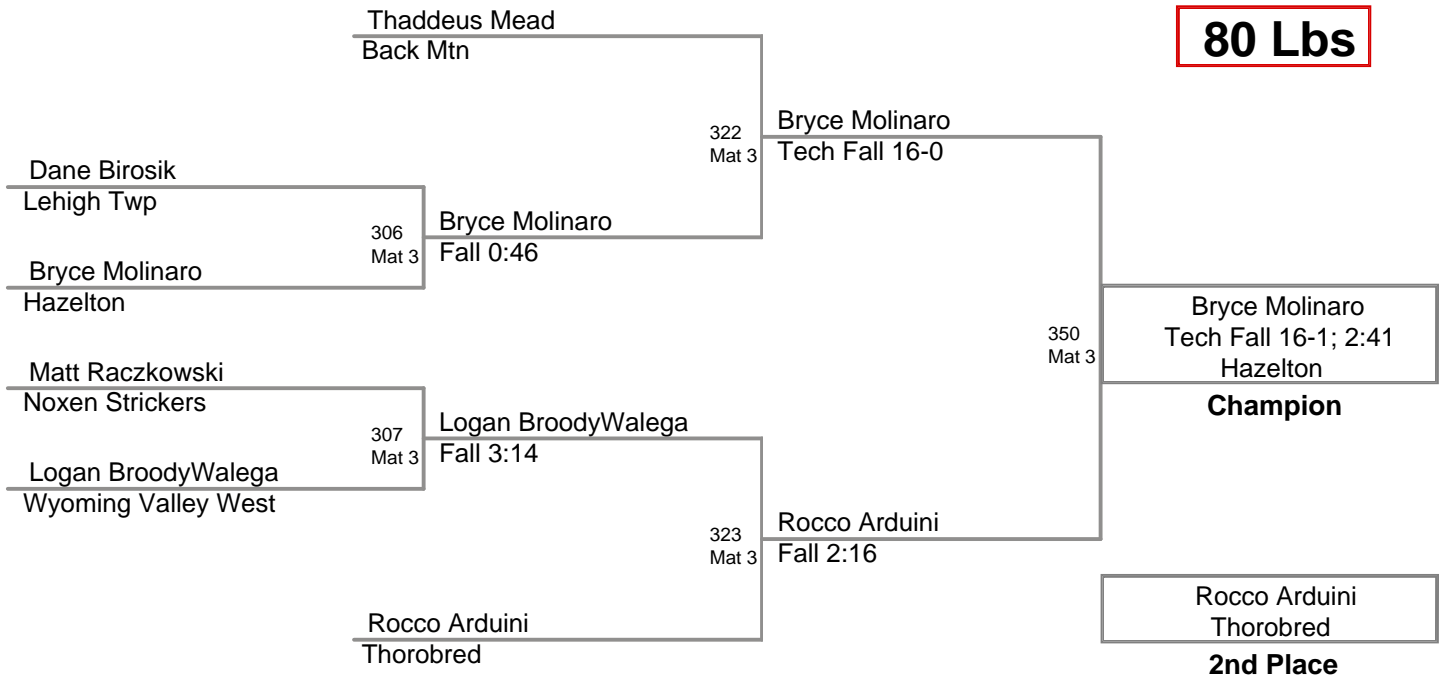 Thaddeus Mead
Back Mtn
80 Lbs
322
Mat 3
Bryce Molinaro
Tech Fall 16-0
Dane Birosik
Lehigh Twp
306
Mat 3
Bryce Molinaro
Fall 0:46
Bryce Molinaro
Hazelton
350
Mat 3
Bryce Molinaro
Tech Fall 16-1; 2:41
Hazelton
Champion
Matt Raczkowski
Noxen Strickers
307
Mat 3
Logan BroodyWalega
Fall 3:14
Logan BroodyWalega
Wyoming Valley West
323
Mat 3
Rocco Arduini
Fall 2:16
Rocco Arduini
Thorobred
Rocco Arduini
Thorobred
2nd Place